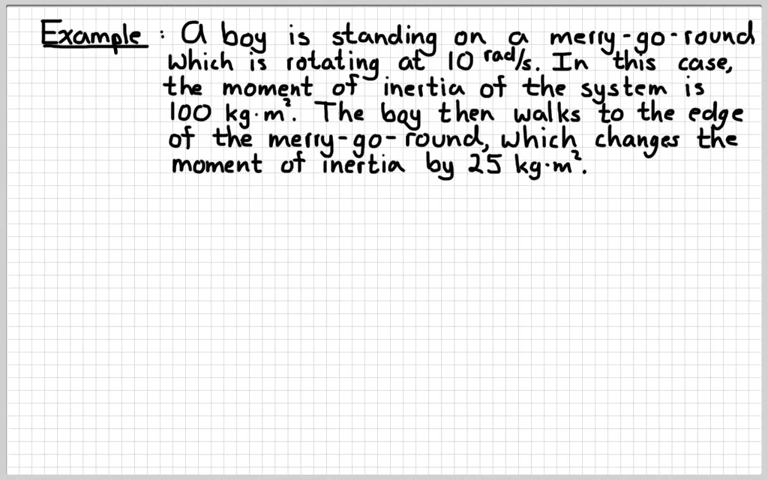 Example : A boy is standing on a merry-go-round
which is rotating at 10 rad/s. In this case,
the moment of inertia of the system is
100 kg·m². The boy then walks to the edge
of the merry-go-round, which changes the
moment of inertia by 25 kg·m².